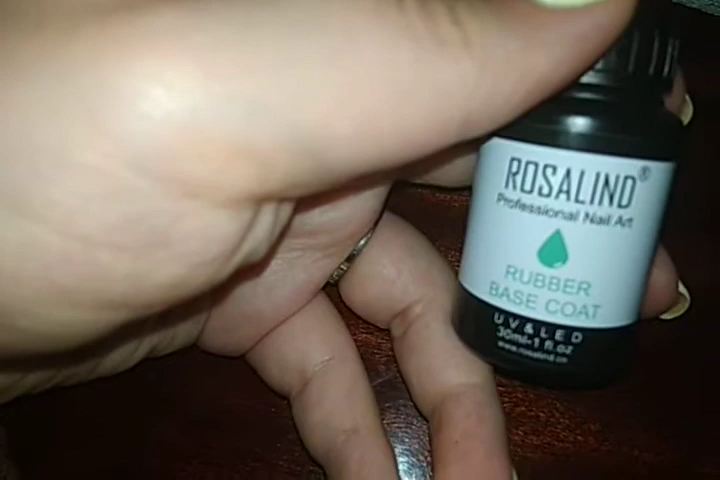 ROSALIND®
Professional Nail Art
RUBBER
BASE COAT
UV&LED
30ml-1 fl.oz
www.rosalind.cn